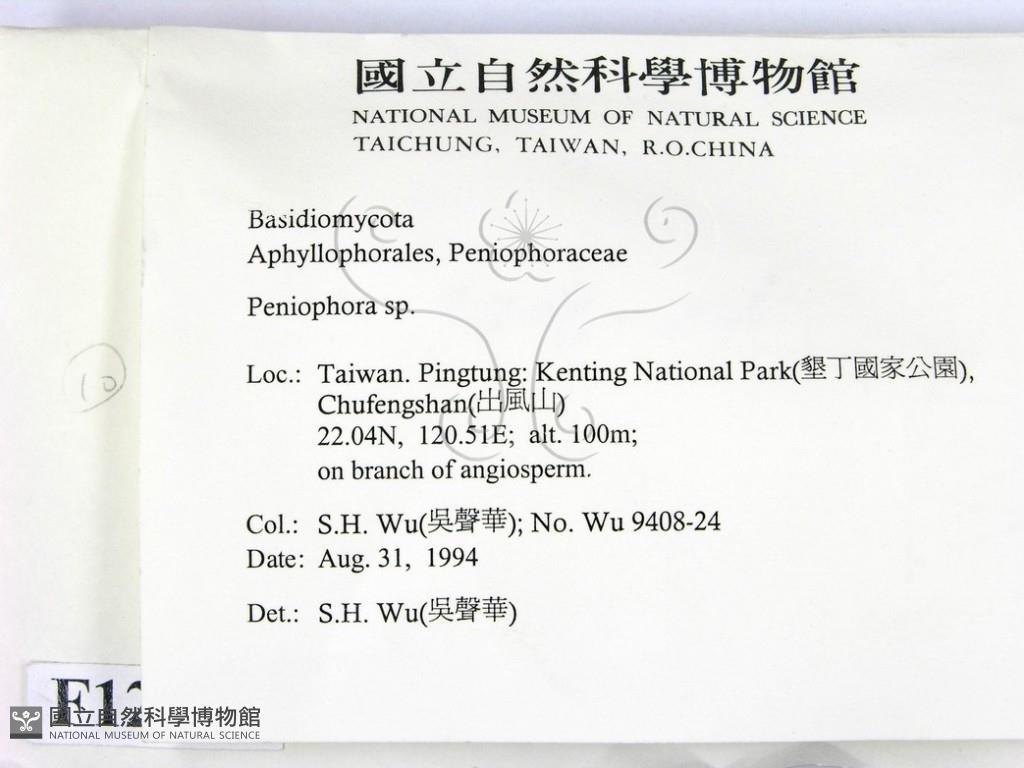 國立自然科學博物館
NATIONAL MUSEUM OF NATURAL SCIENCE
TAICHUNG, TAIWAN, R.O.CHINA
Basidiomycota
Aphyllophorales, Peniophoraceae
Peniophora sp.
Loc.: Taiwan. Pingtung: Kenting National Park(墾丁國家公園),
Chufengshan(出風山)
22.04N, 120.51E; alt. 100m;
on branch of angiosperm.
Col.: S.H. Wu(吳聲華); No. Wu 9408-24
Date: Aug. 31, 1994
Det.: S.H. Wu(吳聲華)
10
F12
國立自然科學博物館
NATIONAL MUSEUM OF NATURAL SCIENCE